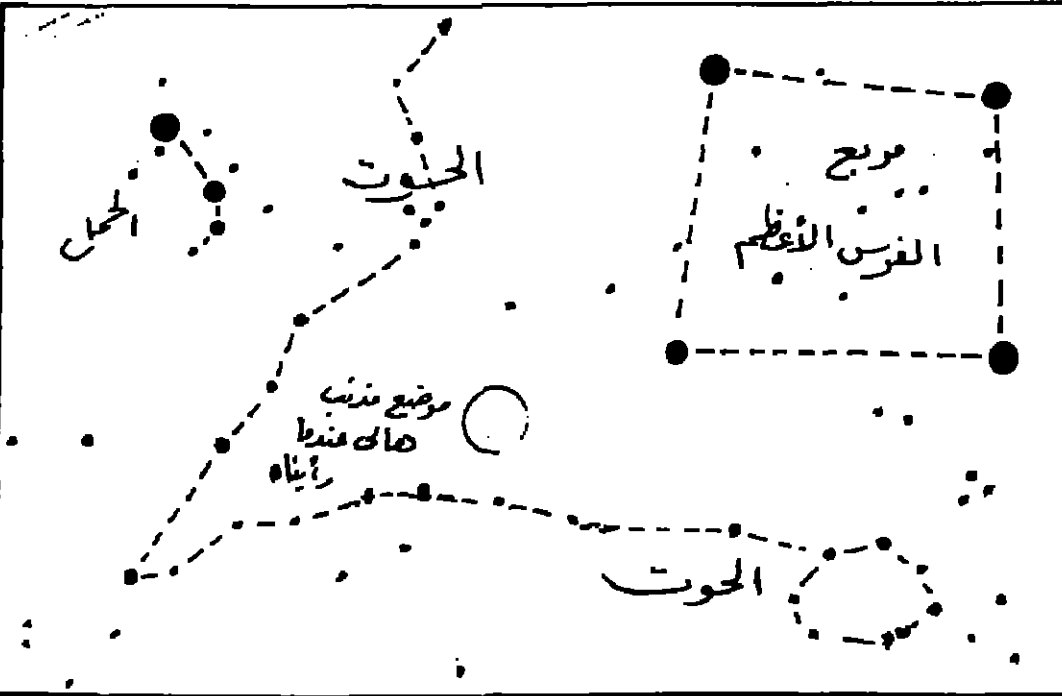 مربع
الفرس الأعظم
الحوت
الحمل
موضع مذنب
هالي عندما
رأيناه
الحوت